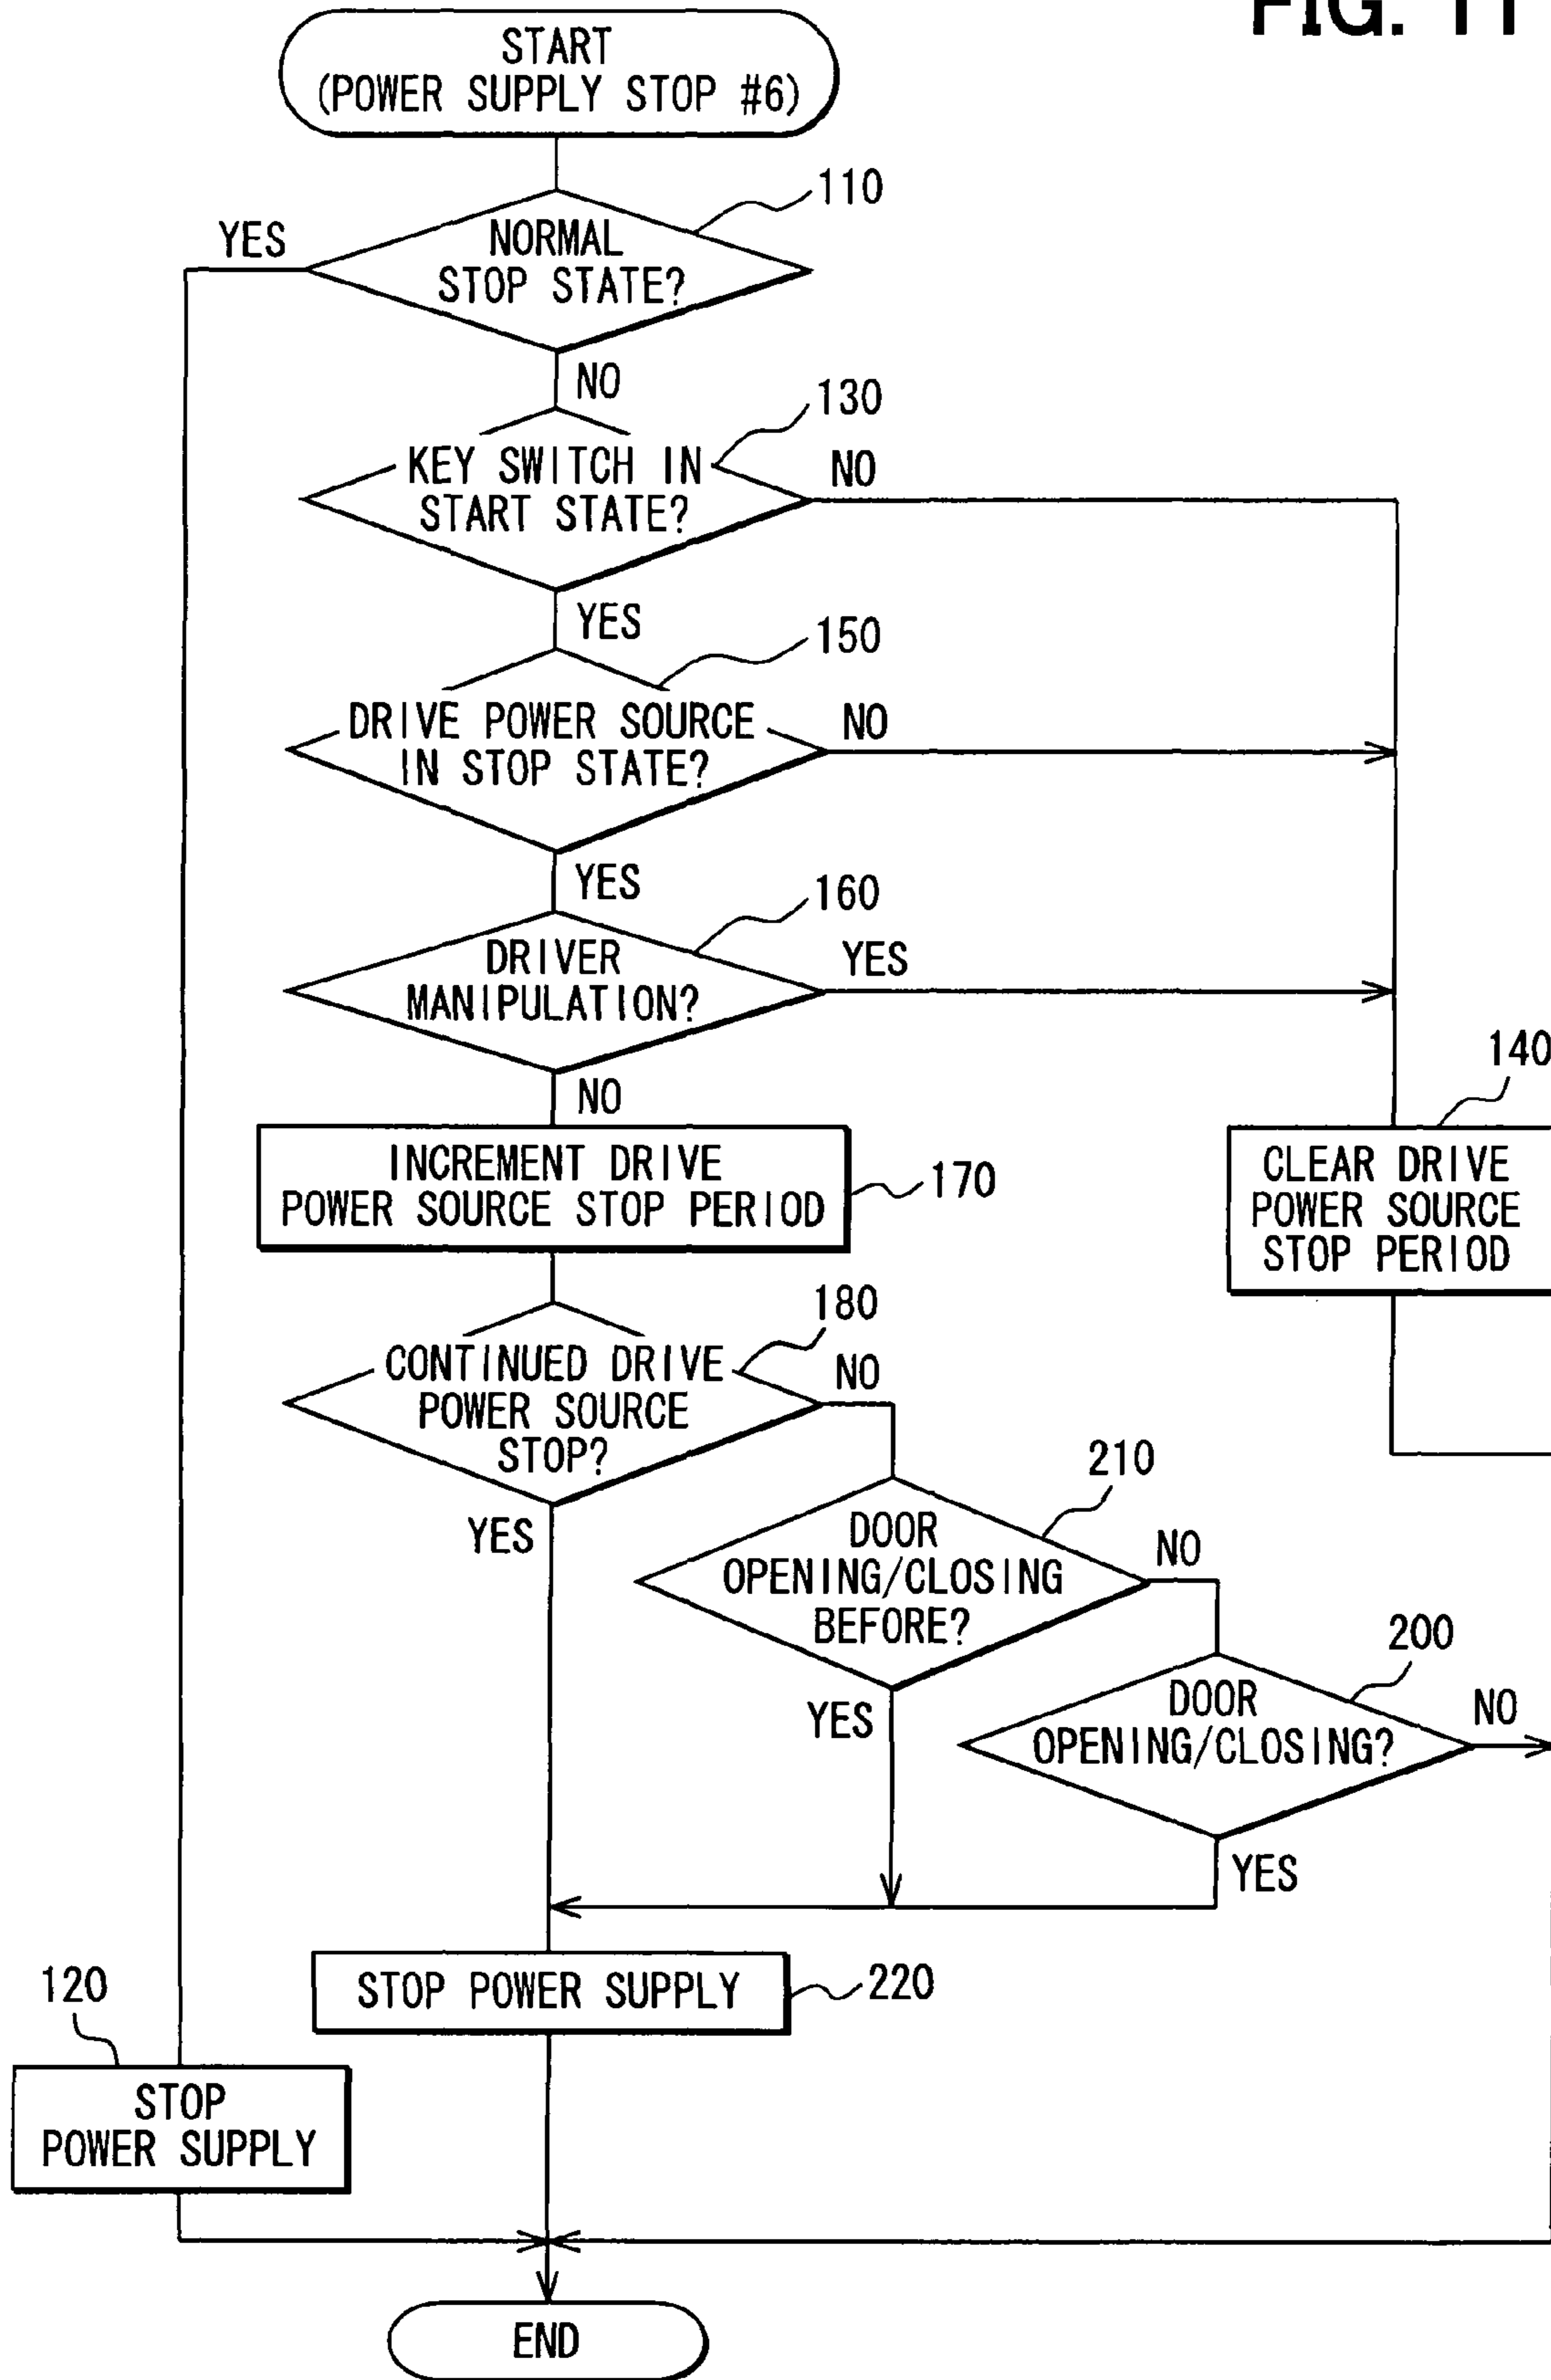 FIG. 11
START
(POWER SUPPLY STOP #6)
110
YES
NORMAL
STOP STATE?
NO
130
KEY SWITCH IN
START STATE?
NO
YES
150
DRIVE POWER SOURCE
IN STOP STATE?
NO
YES
160
DRIVER
MANIPULATION?
YES
NO
140
CLEAR DRIVE
POWER SOURCE
STOP PERIOD
INCREMENT DRIVE
POWER SOURCE STOP PERIOD
170
180
CONTINUED DRIVE
POWER SOURCE
STOP?
NO
YES
210
DOOR
OPENING/CLOSING
BEFORE?
NO
YES
200
DOOR
OPENING/CLOSING?
NO
YES
STOP POWER SUPPLY
220
120
STOP
POWER SUPPLY
END